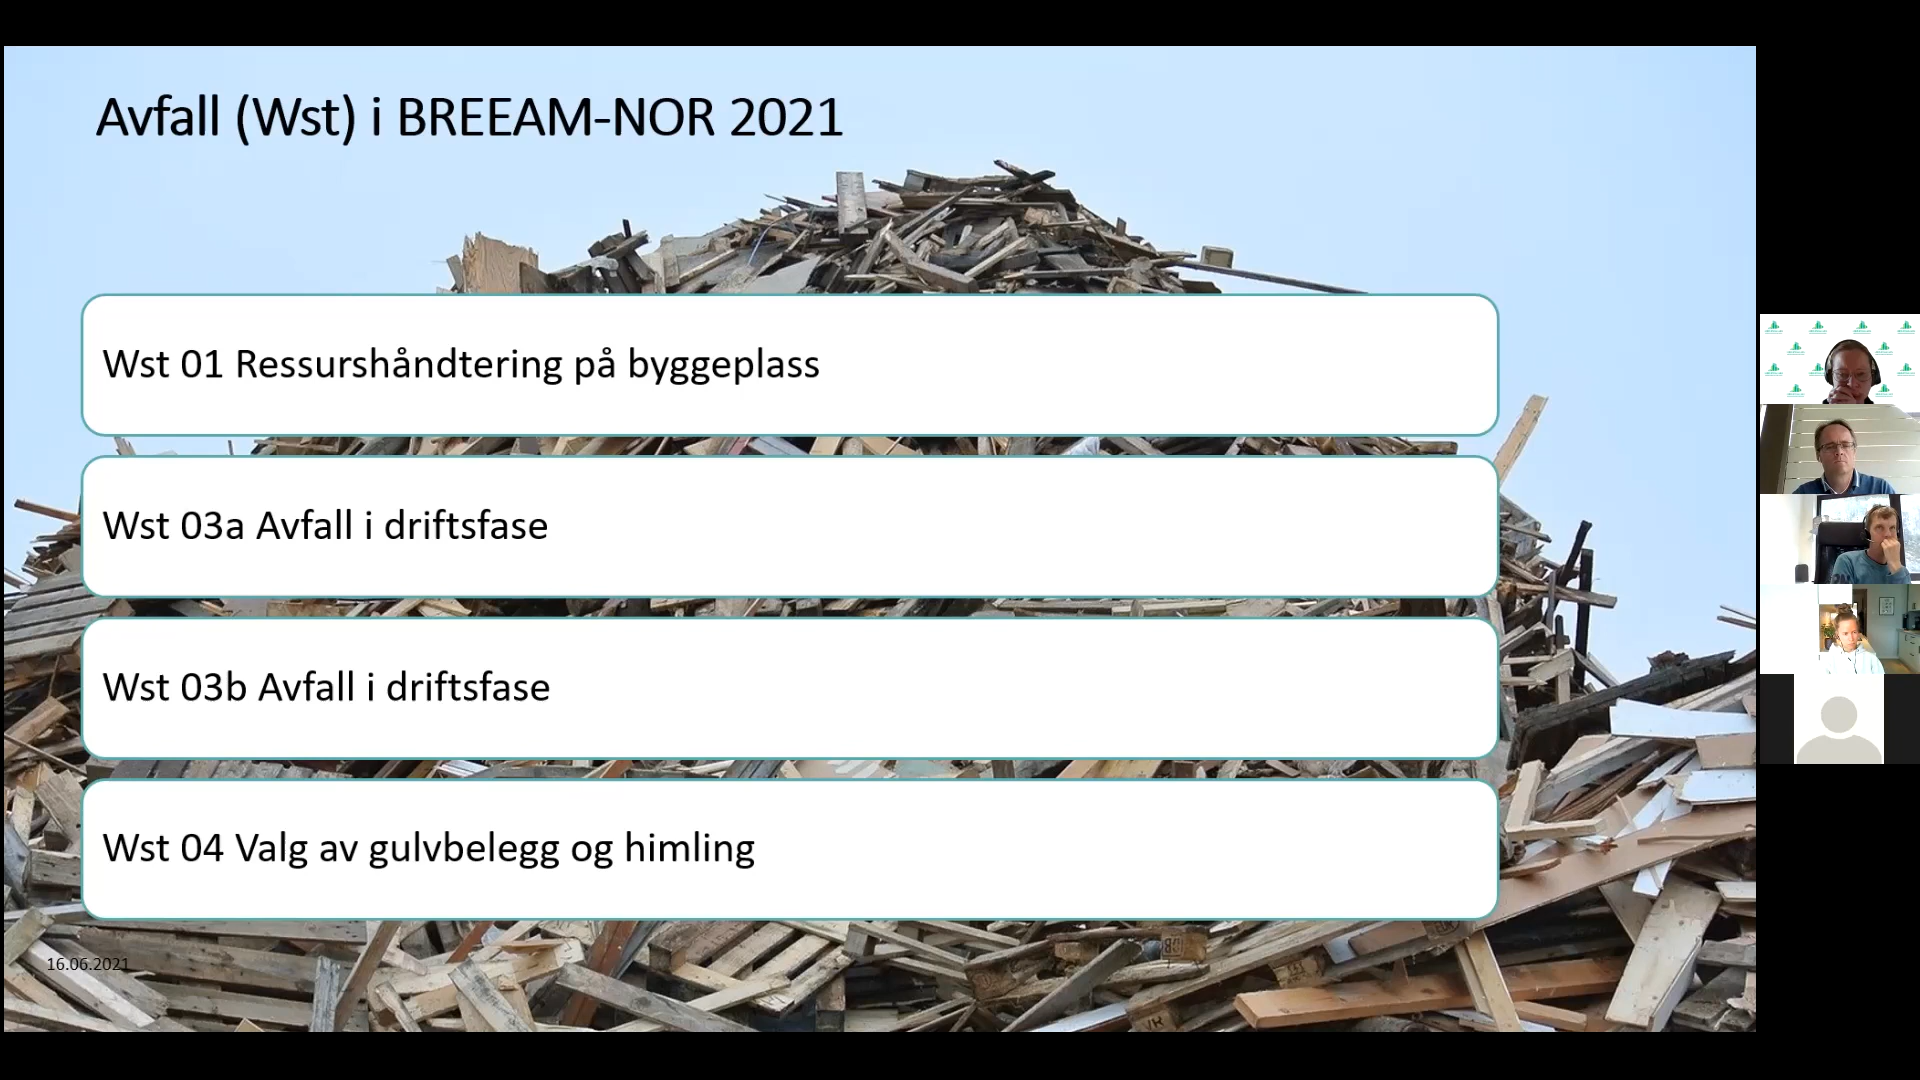 Avfall (Wst) i BREEAM-NOR 2021
Wst 01 Ressurshåndtering på byggeplass
Wst 03a Avfall i driftsfase
Wst 03b Avfall i driftsfase
Wst 04 Valg av gulvbelegg og himling
16.06.2021